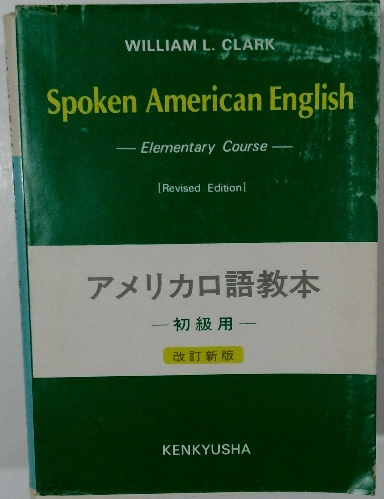 WILLIAM L. CLARK
Spoken American English
— Elementary Course —
[Revised Edition]
アメリカ口語教本
— 初級用 —
改訂新版
KENKYUSHA